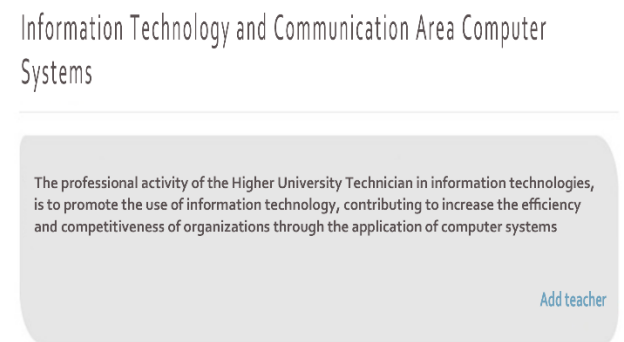 Information Technology and Communication Area Computer
Systems
The professional activity of the Higher University Technician in information technologies,
is to promote the use of information technology, contributing to increase the efficiency
and competitiveness of organizations through the application of computer systems
Add teacher